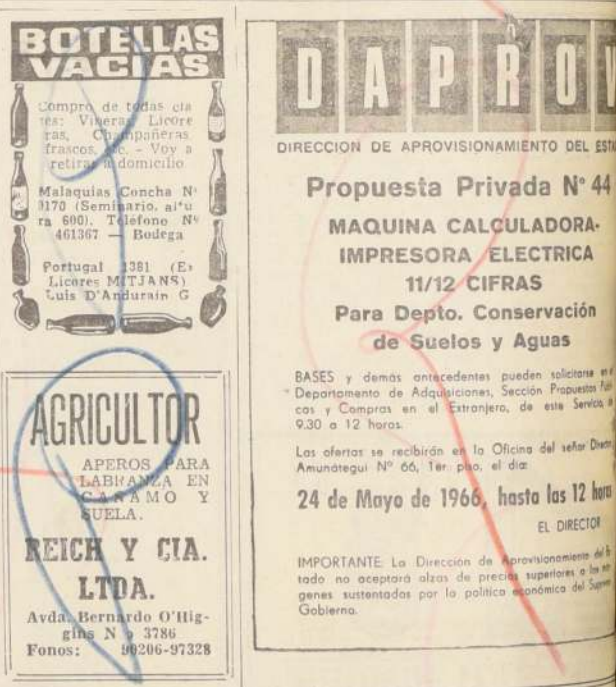 BOTELLAS
VACIAS
Compro de todas cla
ses: Vineras, Licore
ras, Champañeras,
frascos, etc. - Voy a
retirar a domicilio
Malaquias Concha Nº
0170 (Seminario, altu
ra 600). Teléfono Nº
461367 — Bodega
Portugal 1381 (Ex
Licores MITJANS)
Luis D'Andurain G
AGRICULTOR
APEROS PARA
LABRANZA EN
CAÑAMO Y
SUELA.
REICH Y CIA.
LTDA.
Avda. Bernardo O'Hig-
gins Nº 3786
Fonos: 90206-97328
DAPRO
DIRECCION DE APROVISIONAMIENTO DEL
Propuesta Privada Nº 44
MAQUINA CALCULADORA-
IMPRESORA ELECTRICA
11/12 CIFRAS
Para Depto. Conservación
de Suelos y Aguas
BASES y demás antecedentes pueden solicitarse en
Departamento de Adquisiciones, Sección Propuestas
cas y Compras en el Extranjero, de este Servicio,
9.30 a 12 horas.
Las ofertas se recibirán en la Oficina del señor
Amunátegui Nº 66, 1er. piso, el día:
24 de Mayo de 1966, hasta las 12
EL DIRECTOR
IMPORTANTE: La Dirección de Aprovisionamiento del
tado no aceptará alzas de precios superiores a los
genes sustentados por la política económica del
Gobierno.